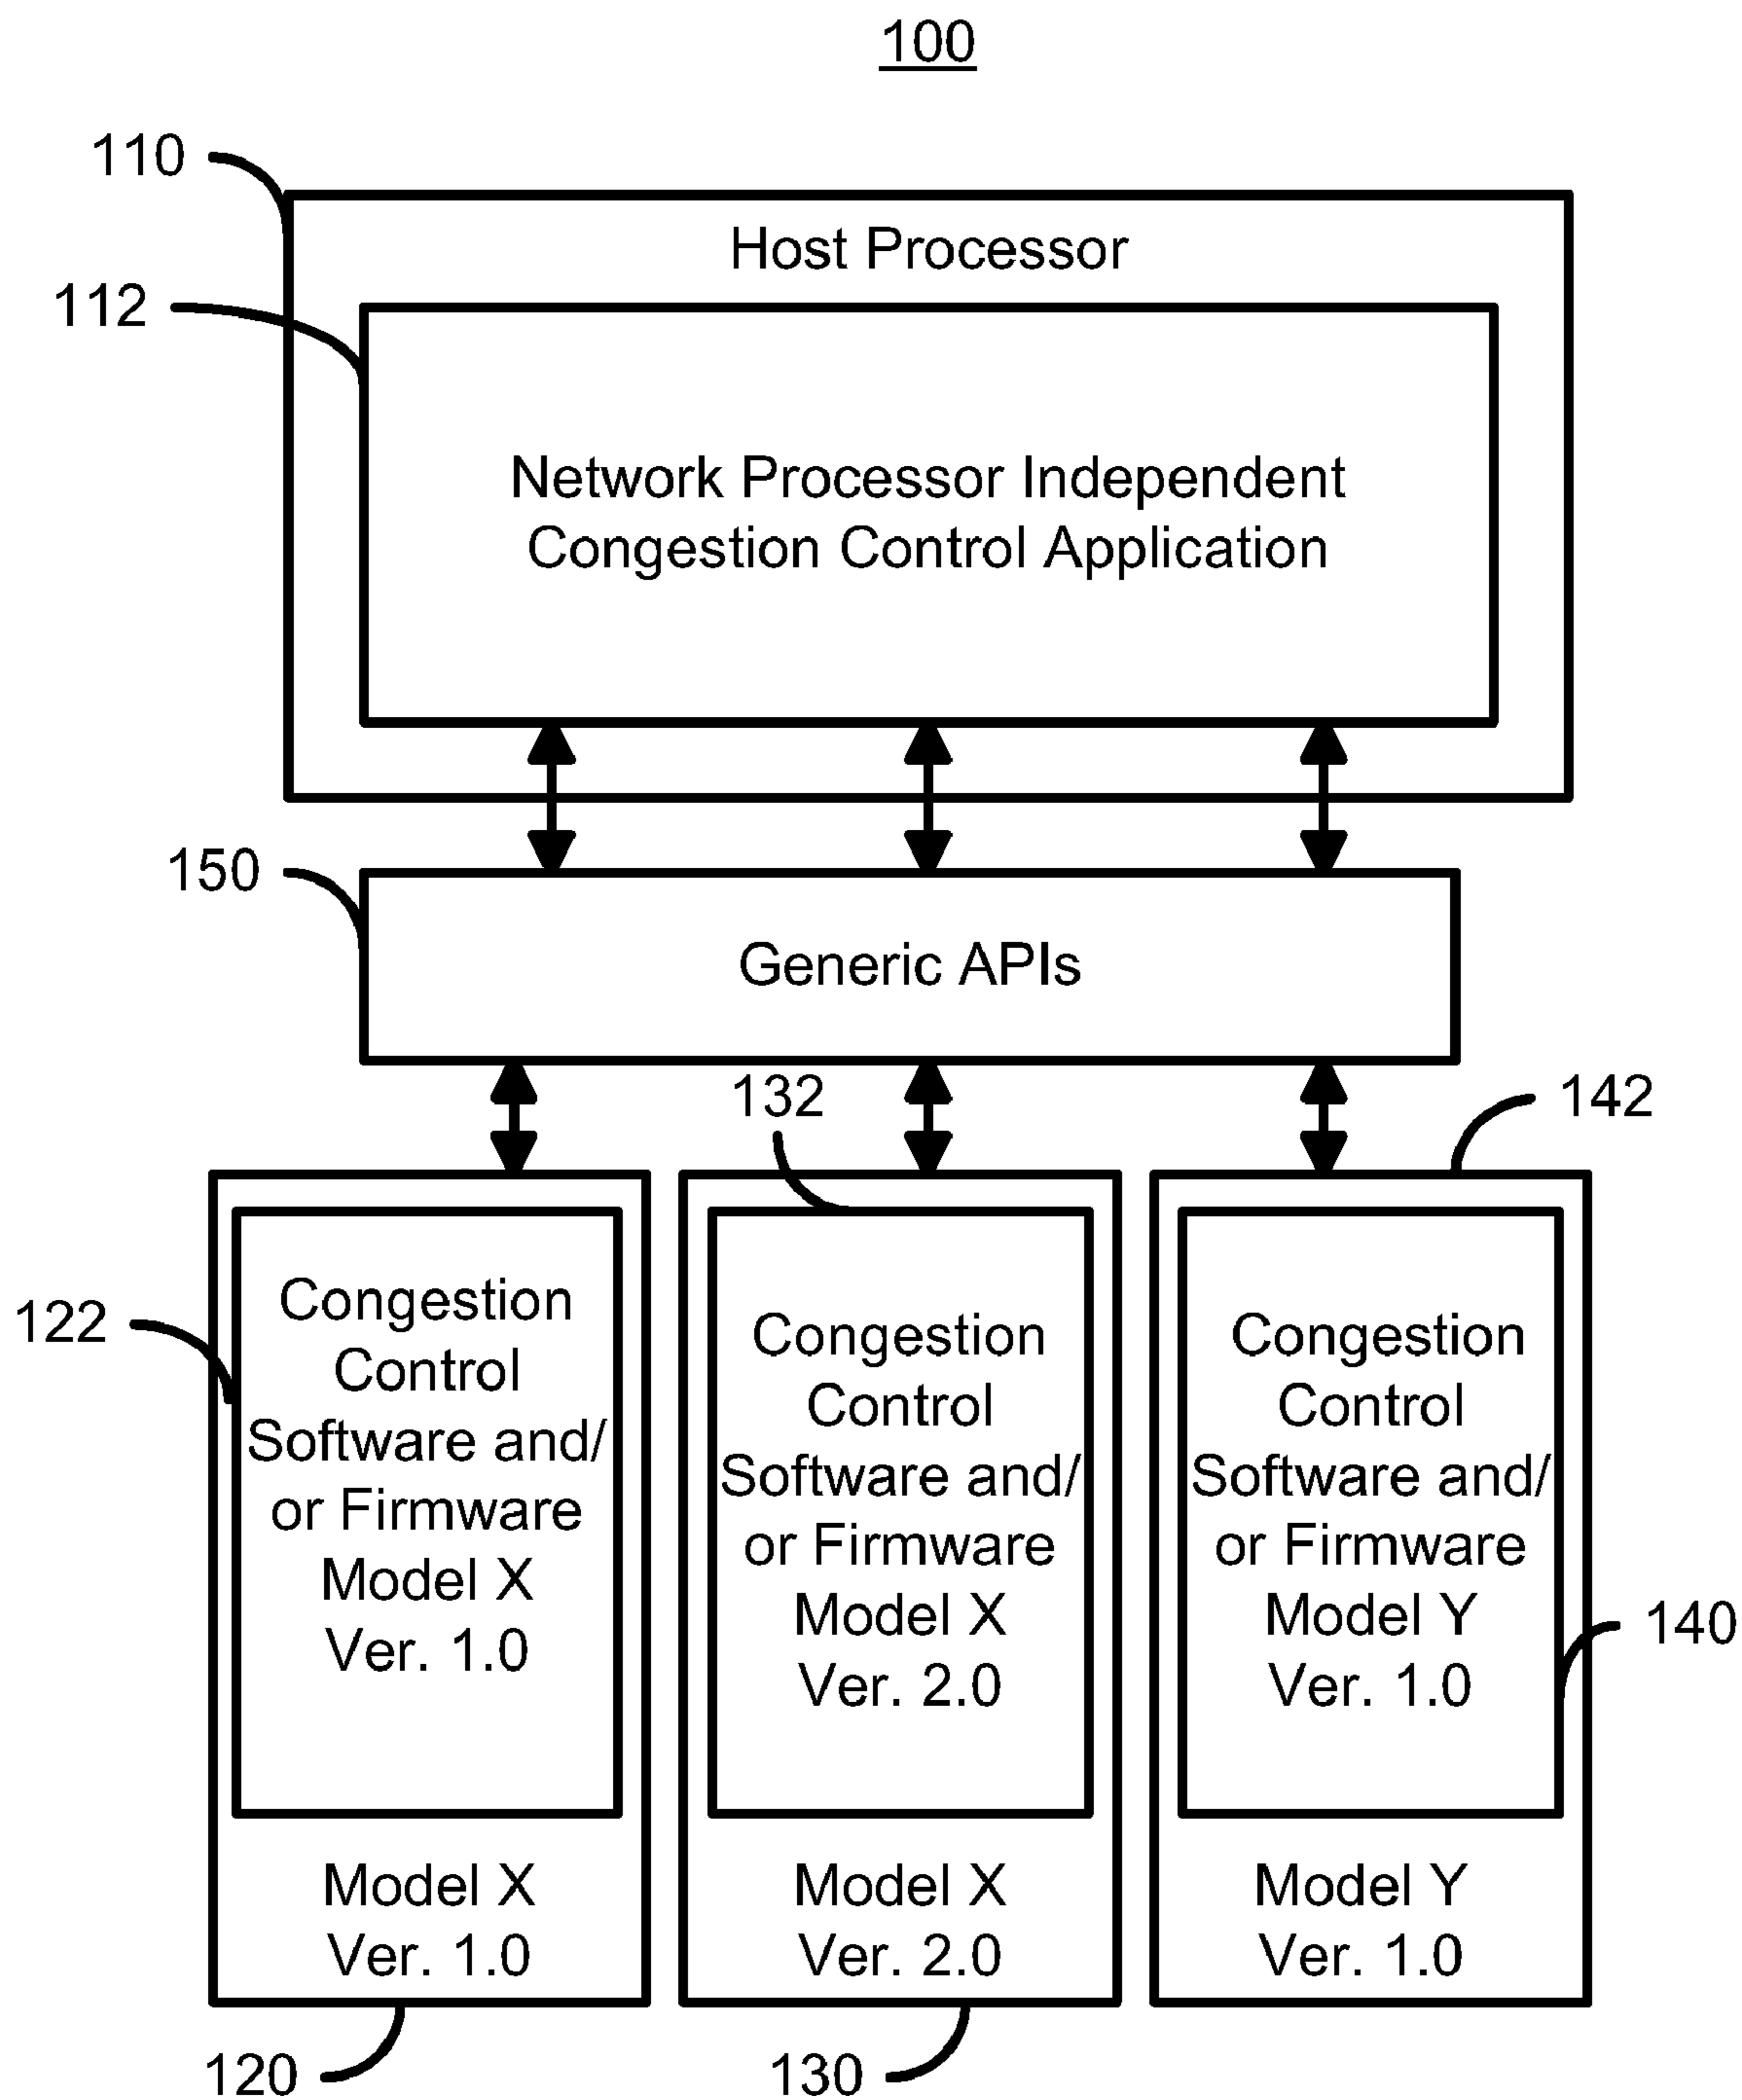 100
110
Host Processor
112
Network Processor Independent
Congestion Control Application
150
Generic APIs
132
142
122
Congestion
Control
Software and/
or Firmware
Model X
Ver. 1.0
Congestion
Control
Software and/
or Firmware
Model X
Ver. 2.0
Congestion
Control
Software and/
or Firmware
Model Y
Ver. 1.0
140
Model X
Ver. 1.0
Model X
Ver. 2.0
Model Y
Ver. 1.0
120
130